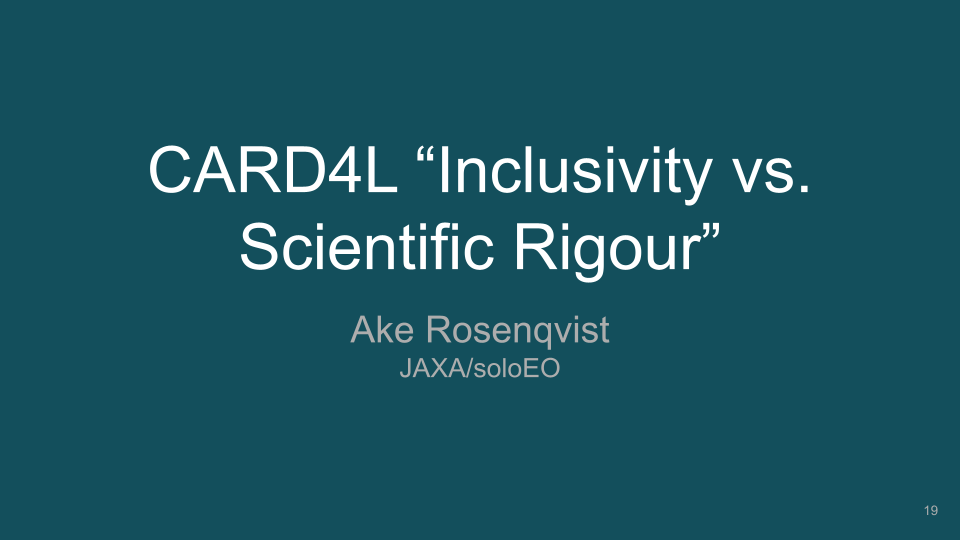 CARD4L “Inclusivity vs.
Scientific Rigour”
Ake Rosenqvist
JAXA/soloEO
19